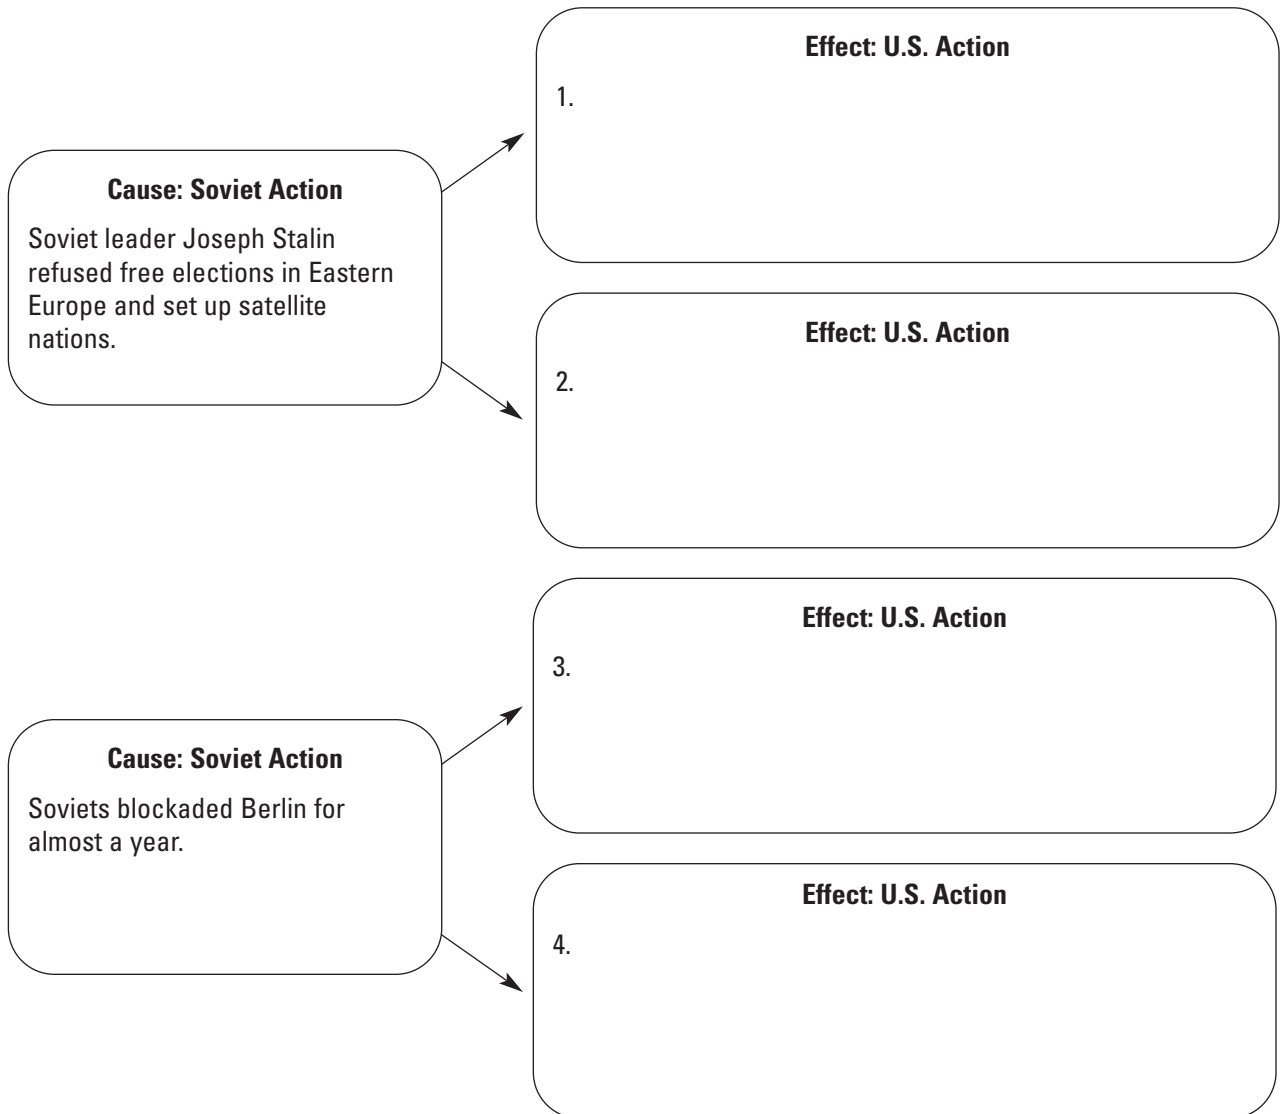 Cause: Soviet Action
Soviet leader Joseph Stalin
refused free elections in Eastern
Europe and set up satellite
nations.
Effect: U.S. Action
1.
Effect: U.S. Action
2.
Cause: Soviet Action
Soviets blockaded Berlin for
almost a year.
Effect: U.S. Action
3.
Effect: U.S. Action
4.